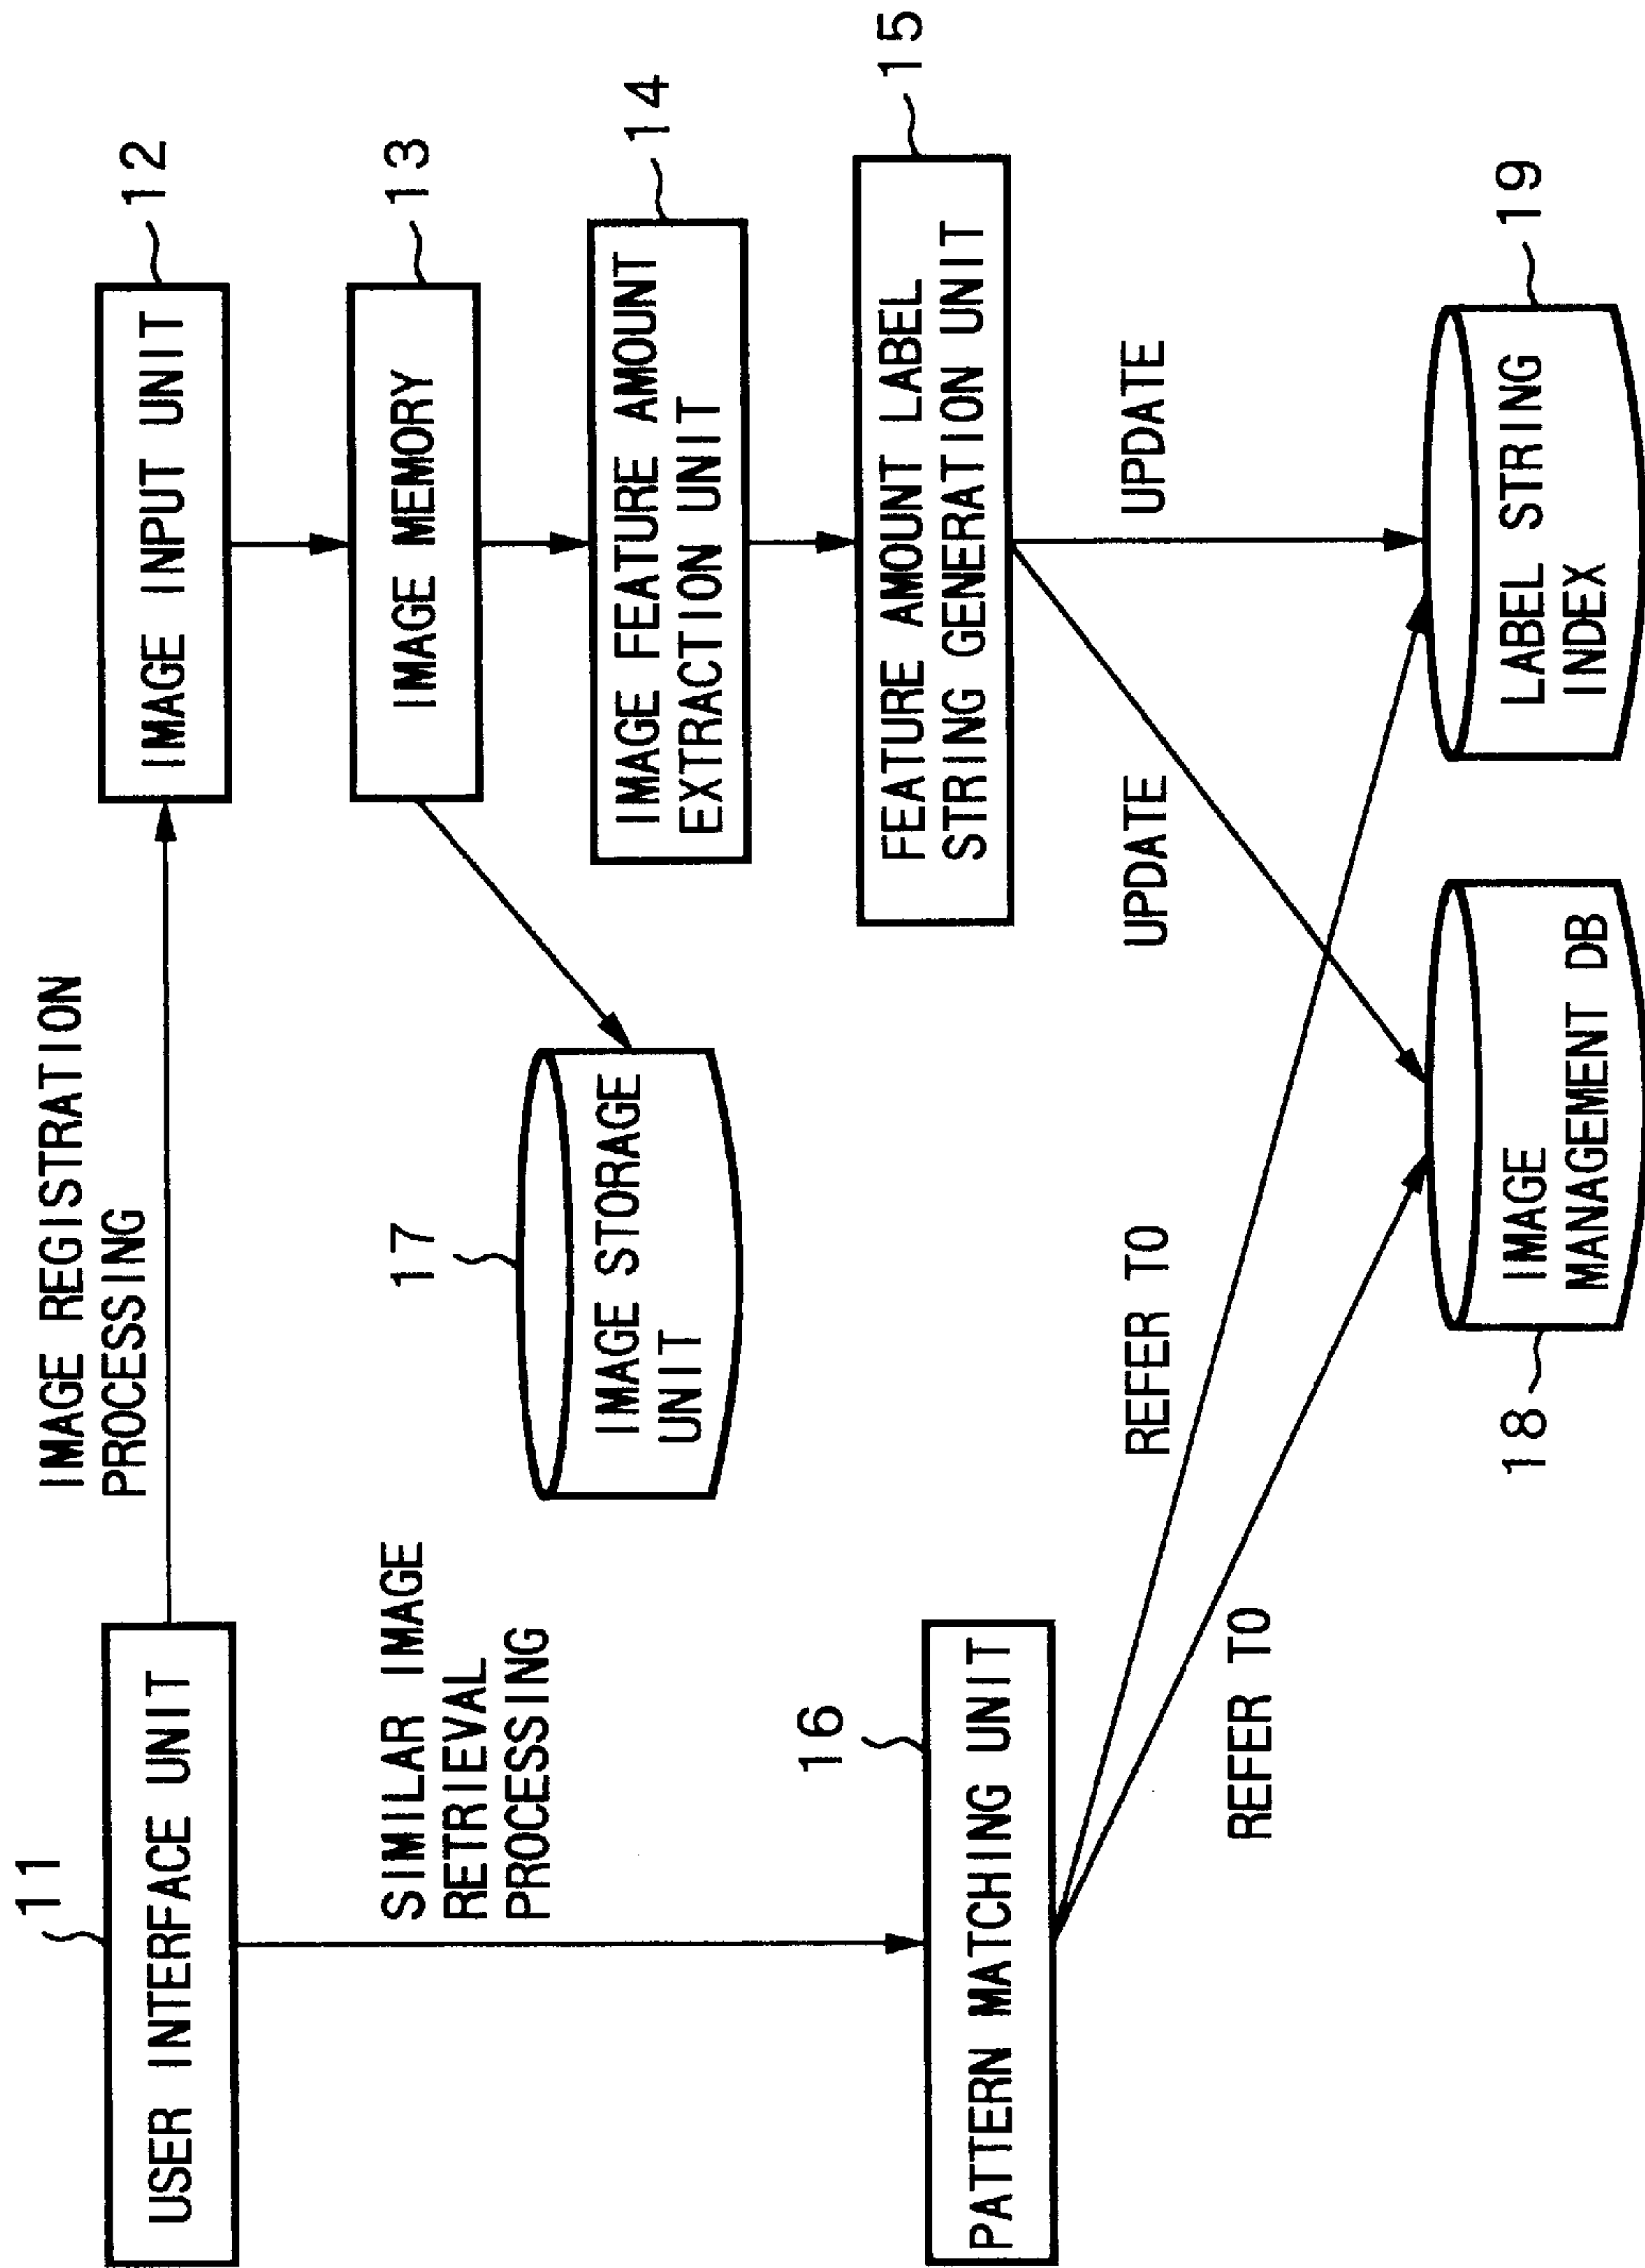 11
USER INTERFACE UNIT
IMAGE REGISTRATION
PROCESSING
12
IMAGE INPUT UNIT
13
IMAGE MEMORY
SIMILAR IMAGE
RETRIEVAL
PROCESSING
17
IMAGE STORAGE
UNIT
14
IMAGE FEATURE AMOUNT
EXTRACTION UNIT
15
FEATURE AMOUNT LABEL
STRING GENERATION UNIT
16
PATTERN MATCHING UNIT
REFER TO
REFER TO
UPDATE
UPDATE
18
IMAGE
MANAGEMENT DB
19
LABEL STRING
INDEX